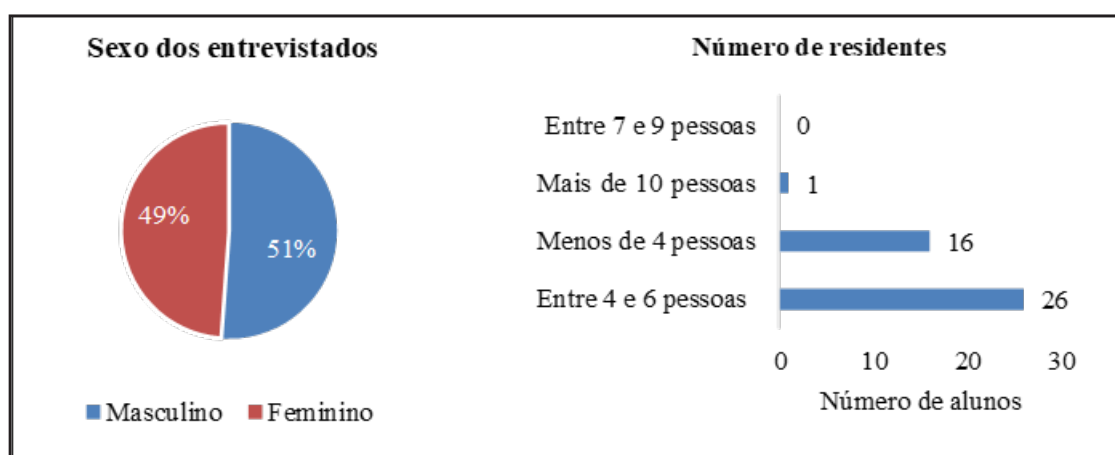 Sexo dos entrevistados
49%
51%
Masculino
Feminino
Número de residentes
Entre 7 e 9 pessoas
0
Mais de 10 pessoas
1
Menos de 4 pessoas
16
Entre 4 e 6 pessoas
26
0 10 20 30
Número de alunos